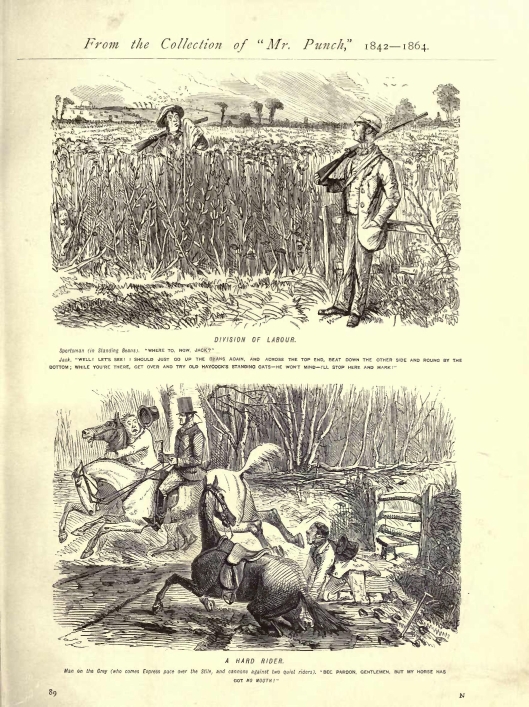 From the Collection of "Mr. Punch," 1842—1864.
DIVISION OF LABOUR.
Sportsman (in Standing Beans). "WHERE TO, NOW, JACK?"
Jack. "WELL! LET'S SEE! I SHOULD JUST DO UP THE BEANS AGAIN, AND ACROSS THE TOP END, BEAT DOWN THE OTHER SIDE AND ROUND BY THE
BOTTOM; WHILE YOU'RE THERE, GET OVER AND TRY OLD HAYCOCK'S STANDING OATS—HE WON'T MIND—I'LL STOP HERE AND MARK!"
A HARD RIDER.
Man on the Grey (who comes Express pace over the Stile, and cannons against two quiet riders). "BEG PARDON, GENTLEMEN, BUT MY HORSE HAS
GOT NO MOUTH!"
89
N